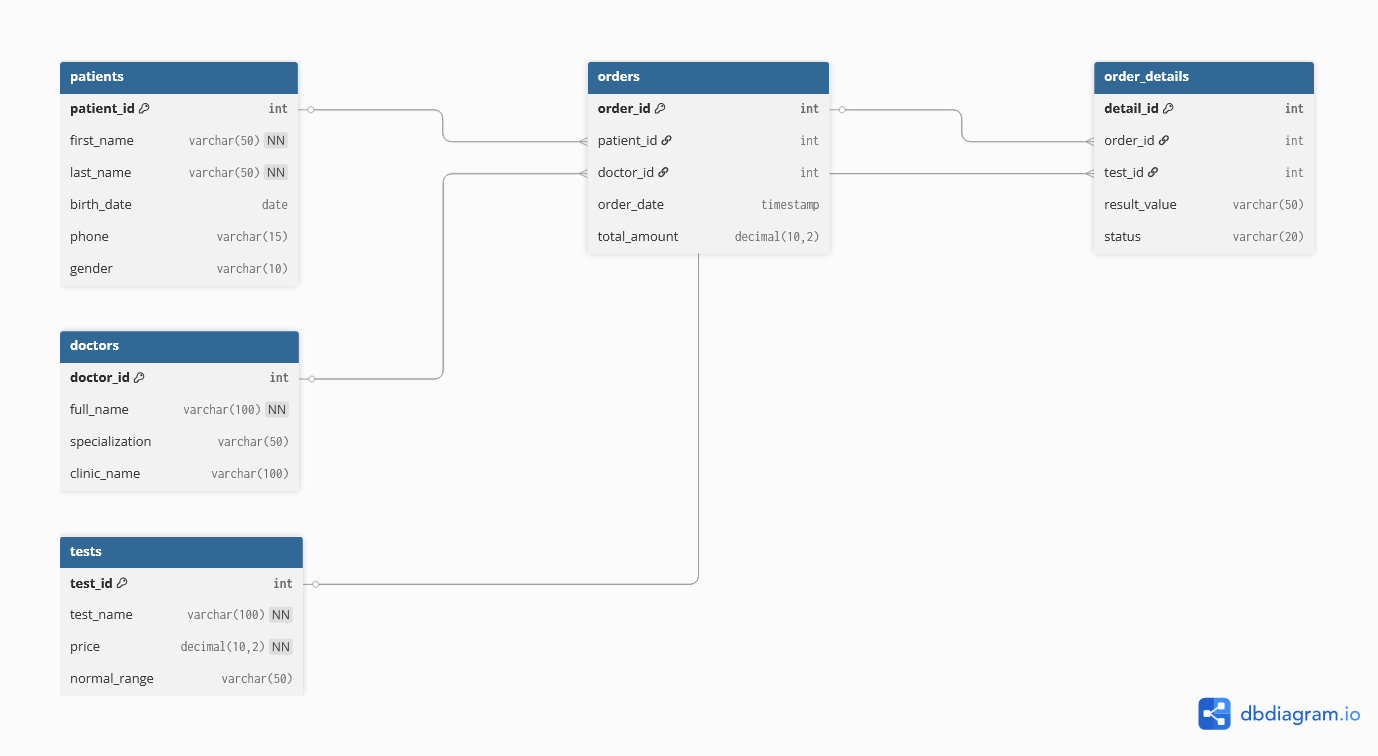 patients
patient_id int
first_name varchar(50) NN
last_name varchar(50) NN
birth_date date
phone varchar(15)
gender varchar(10)
doctors
doctor_id int
full_name varchar(100) NN
specialization varchar(50)
clinic_name varchar(100)
tests
test_id int
test_name varchar(100) NN
price decimal(10,2) NN
normal_range varchar(50)
orders
order_id int
patient_id int
doctor_id int
order_date timestamp
total_amount decimal(10,2)
order_details
detail_id int
order_id int
test_id int
result_value varchar(50)
status varchar(20)
dbdiagram.io